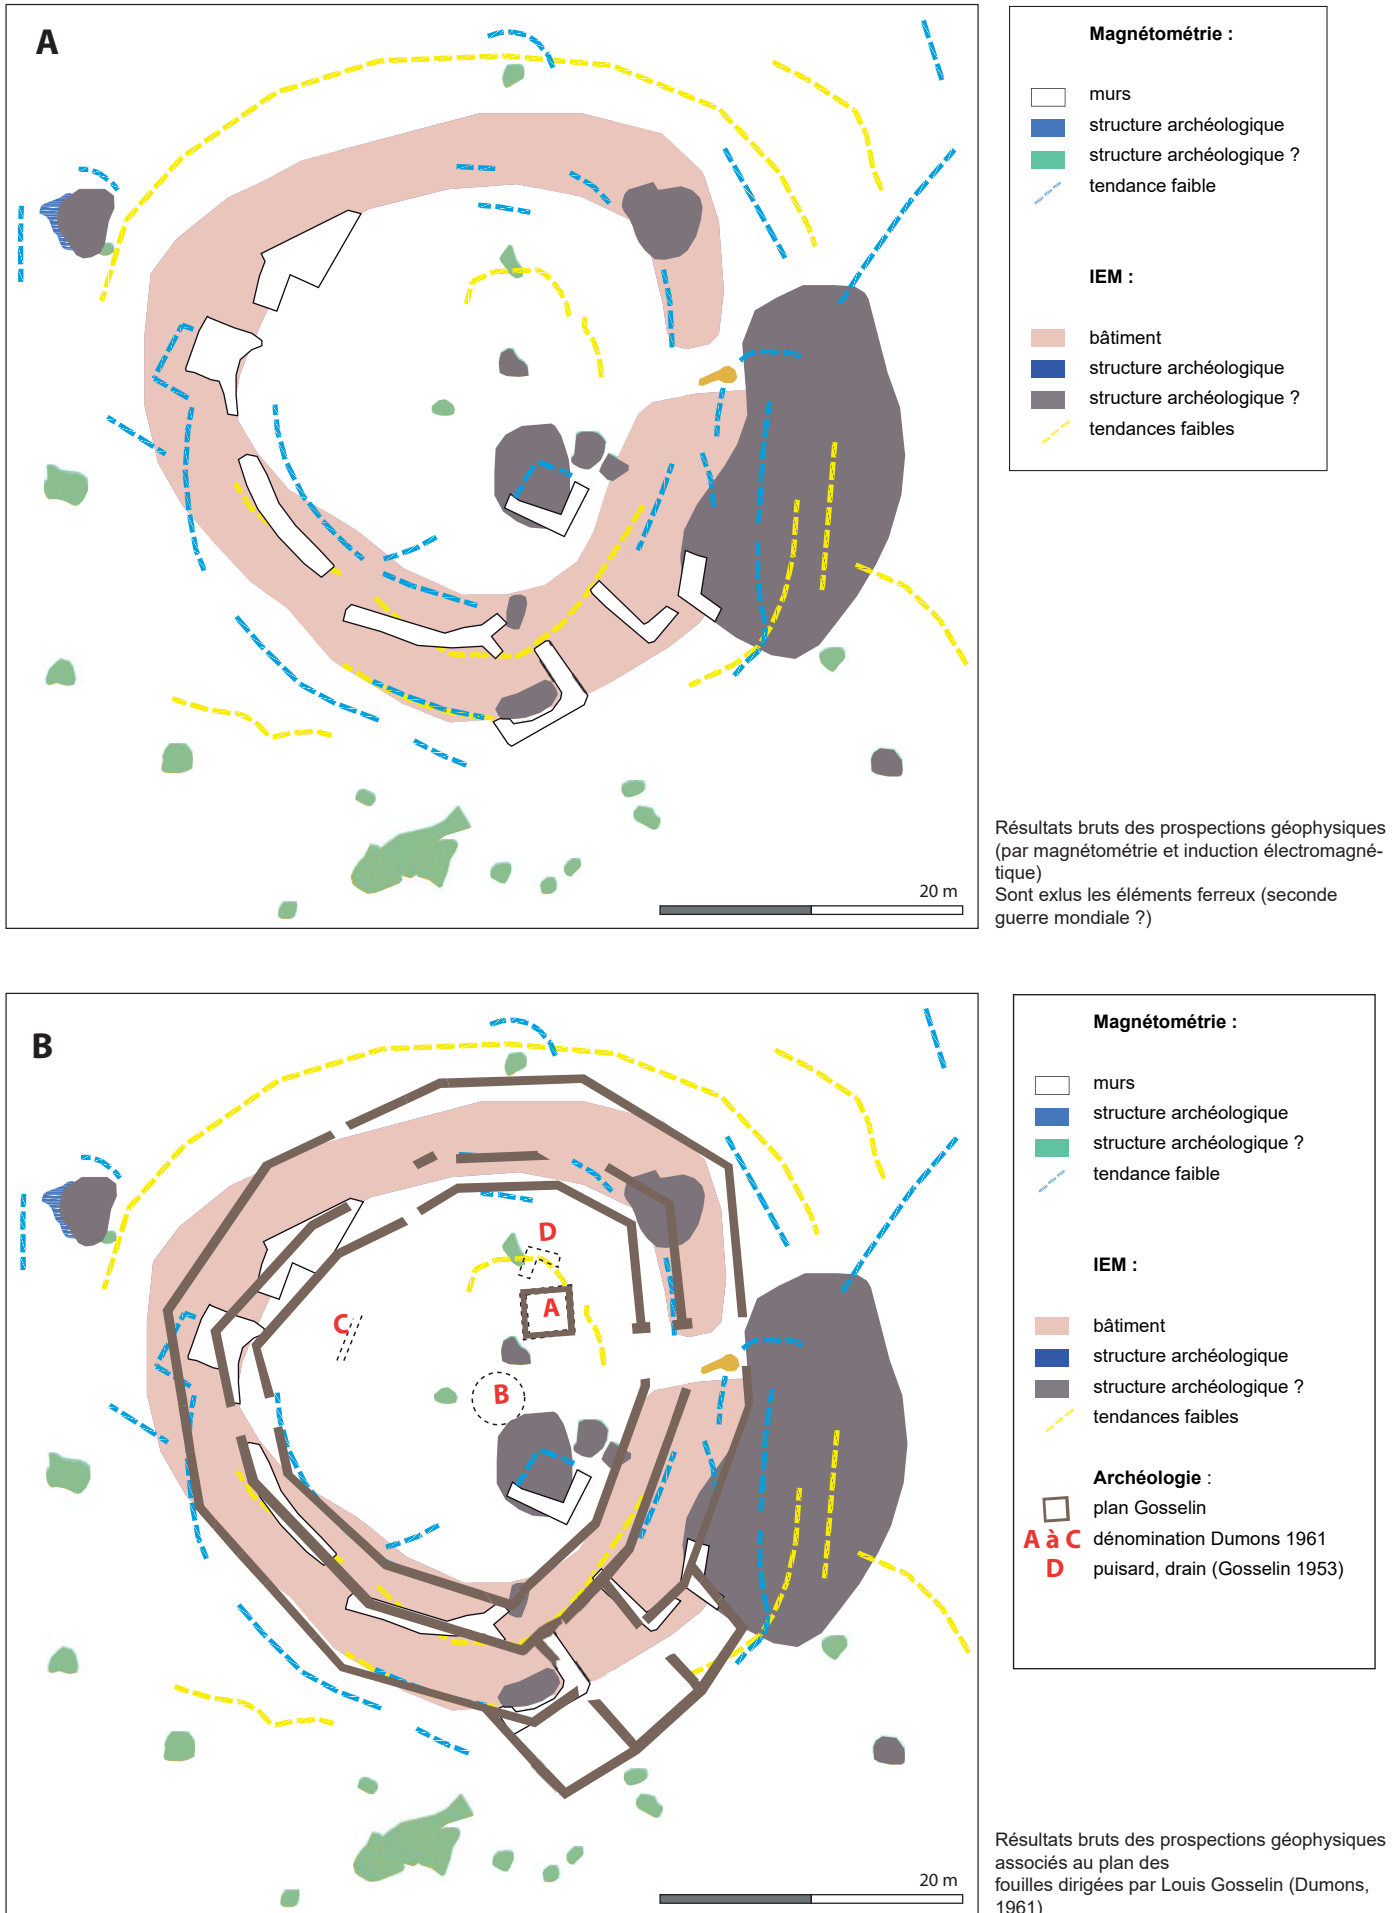 A
Magnétométrie :
murs
structure archéologique
structure archéologique ?
tendance faible
IEM :
bâtiment
structure archéologique
structure archéologique ?
tendances faibles
20 m
Résultats bruts des prospections géophysiques
(par magnétométrie et induction électromagné-
tique)
Sont exlus les éléments ferreux (seconde
guerre mondiale ?)
B
D
A
C
B
20 m
Magnétométrie :
murs
structure archéologique
structure archéologique ?
tendance faible
IEM :
bâtiment
structure archéologique
structure archéologique ?
tendances faibles
Archéologie :
plan Gosselin
A à C dénomination Dumons 1961
D puisard, drain (Gosselin 1953)
Résultats bruts des prospections géophysiques
associés au plan des
fouilles dirigées par Louis Gosselin (Dumons,
1961)